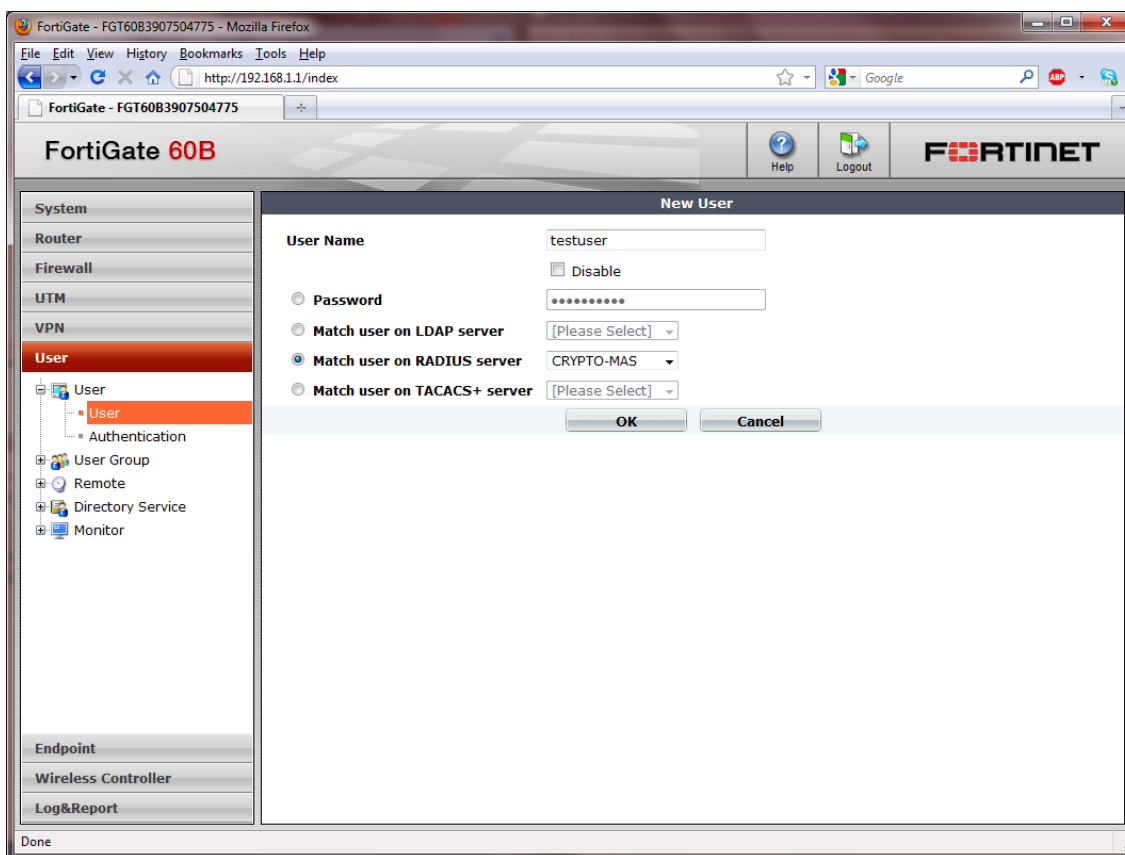 FortiGate - FGT60B3907504775 - Mozilla Firefox
File Edit View History Bookmarks Tools Help
http://192.168.1.1/index
Google
ABP
FortiGate - FGT60B3907504775
FortiGate 60B
Help
Logout
FORTINET
System
Router
Firewall
UTM
VPN
User
User
User
Authentication
User Group
Remote
Directory Service
Monitor
Endpoint
Wireless Controller
Log&Report
New User
User Name testuser
Disable
Password ••••••••••
Match user on LDAP server [Please Select]
Match user on RADIUS server CRYPTO-MAS
Match user on TACACS+ server [Please Select]
OK Cancel
Done